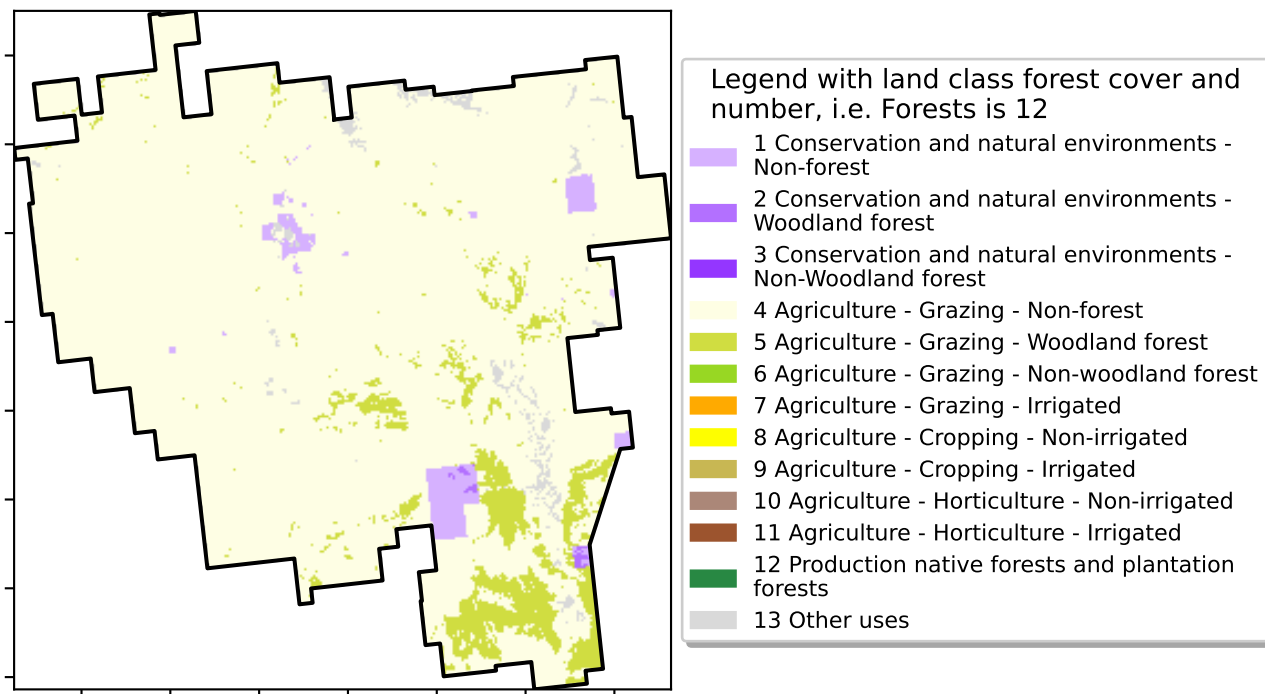 Legend with land class forest cover and
number, i.e. Forests is 12
1 Conservation and natural environments -
Non-forest
2 Conservation and natural environments -
Woodland forest
3 Conservation and natural environments -
Non-Woodland forest
4 Agriculture - Grazing - Non-forest
5 Agriculture - Grazing - Woodland forest
6 Agriculture - Grazing - Non-woodland forest
7 Agriculture - Grazing - Irrigated
8 Agriculture - Cropping - Non-irrigated
9 Agriculture - Cropping - Irrigated
10 Agriculture - Horticulture - Non-irrigated
11 Agriculture - Horticulture - Irrigated
12 Production native forests and plantation
forests
13 Other uses